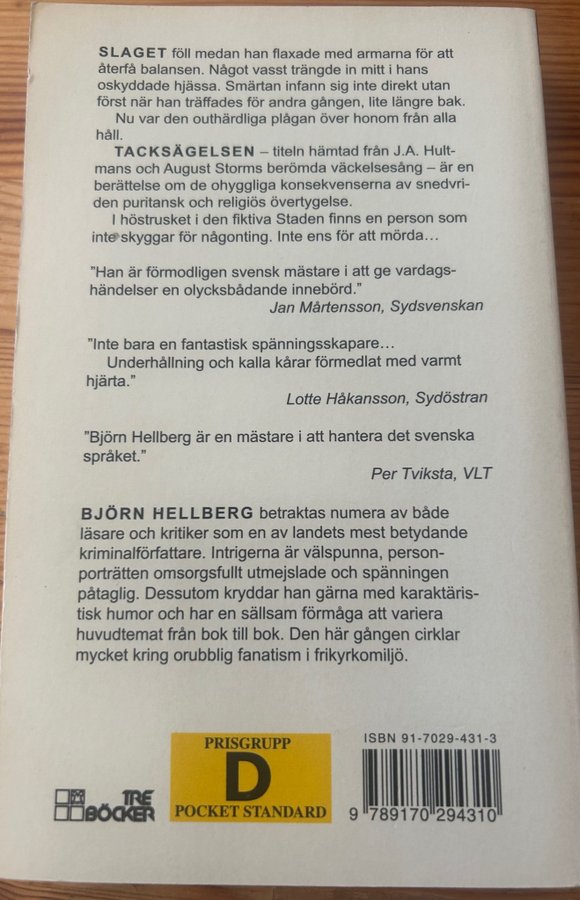 SLAGET föll medan han flaxade med armarna för att
återfå balansen. Något vasst trängde in mitt i hans
oskyddade hjässa. Smärtan infann sig inte direkt utan
först när han träffades för andra gången, lite längre bak.
Nu var den outhärdliga plågan över honom från alla
håll.
TACKSÄGELSEN – titeln hämtad från J.A. Hult-
mans och August Storms berömda väckelsesång – är en
berättelse om de ohyggliga konsekvenserna av snedvri-
den puritansk och religiös övertygelse.
I höstrusket i den fiktiva Staden finns en person som
inte skyggar för någonting. Inte ens för att mörda…
”Han är förmodligen svensk mästare i att ge vardags-
händelser en olycksbådande innebörd.”
Jan Mårtensson, Sydsvenskan
”Inte bara en fantastisk spänningsskapare…
Underhållning och kalla kårar förmedlat med varmt
hjärta.”
Lotte Håkansson, Sydöstran
”Björn Hellberg är en mästare i att hantera det svenska
språket.”
Per Tviksta, VLT
BJÖRN HELLBERG betraktas numera av både
läsare och kritiker som en av landets mest betydande
kriminalförfattare. Intrigerna är välspunna, person-
porträtten omsorgsfullt utmejslade och spänningen
påtaglig. Dessutom kryddar han gärna med karaktäris-
tisk humor och har en sällsam förmåga att variera
huvudtemat från bok till bok. Den här gången cirklar
mycket kring orubblig fanatism i frikyrkomiljö.
TRE
BÖCKER
PRISGRUPP
D
POCKET STANDARD
ISBN 91-7029-431-3
9 789170 294310